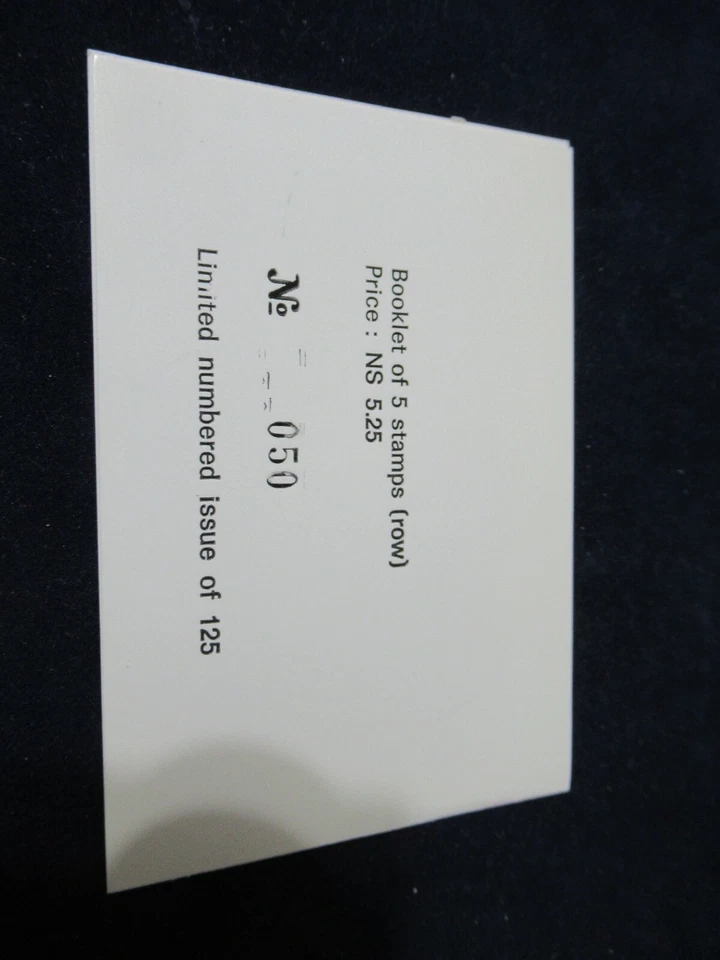 Booklet of 5 stamps (row)
Price : NS 5.25
№ 050
Limited numbered issue of 125